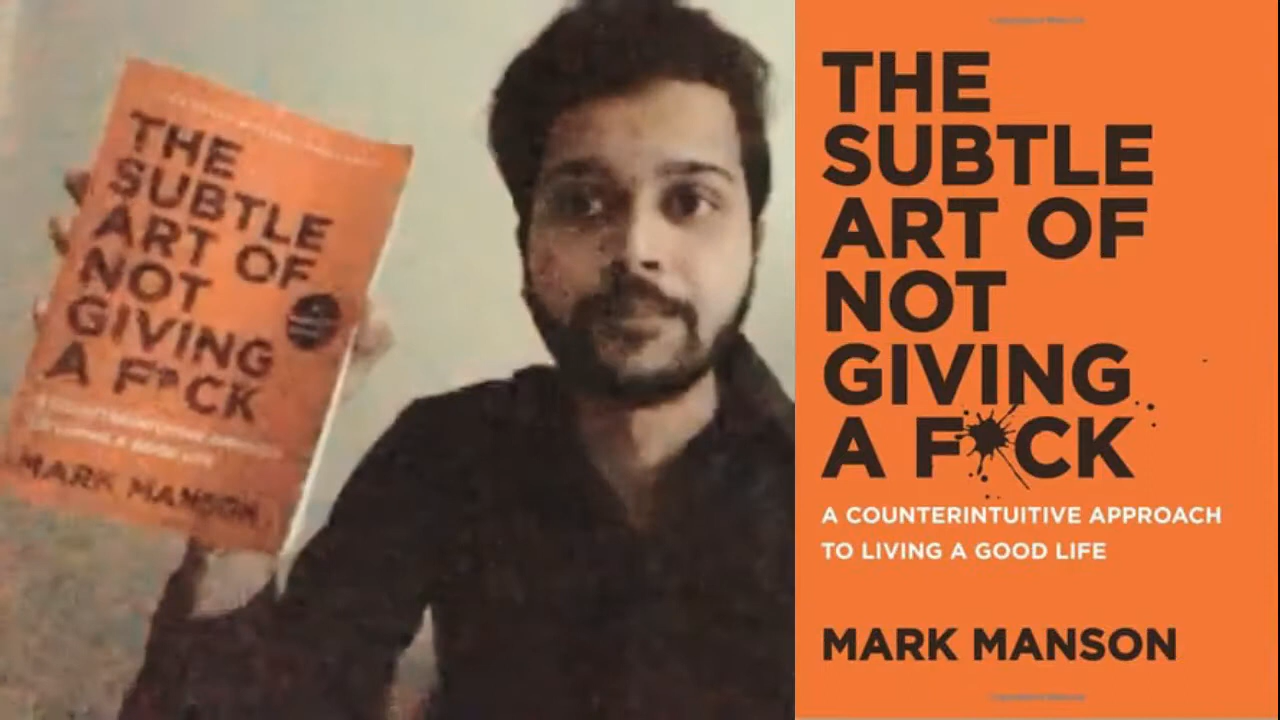 THE
SUBTLE
ART OF
NOT
GIVING
A F*CK
MARK MANSON
THE
SUBTLE
ART OF
NOT
GIVING
A F*CK
A COUNTERINTUITIVE APPROACH
TO LIVING A GOOD LIFE
MARK MANSON